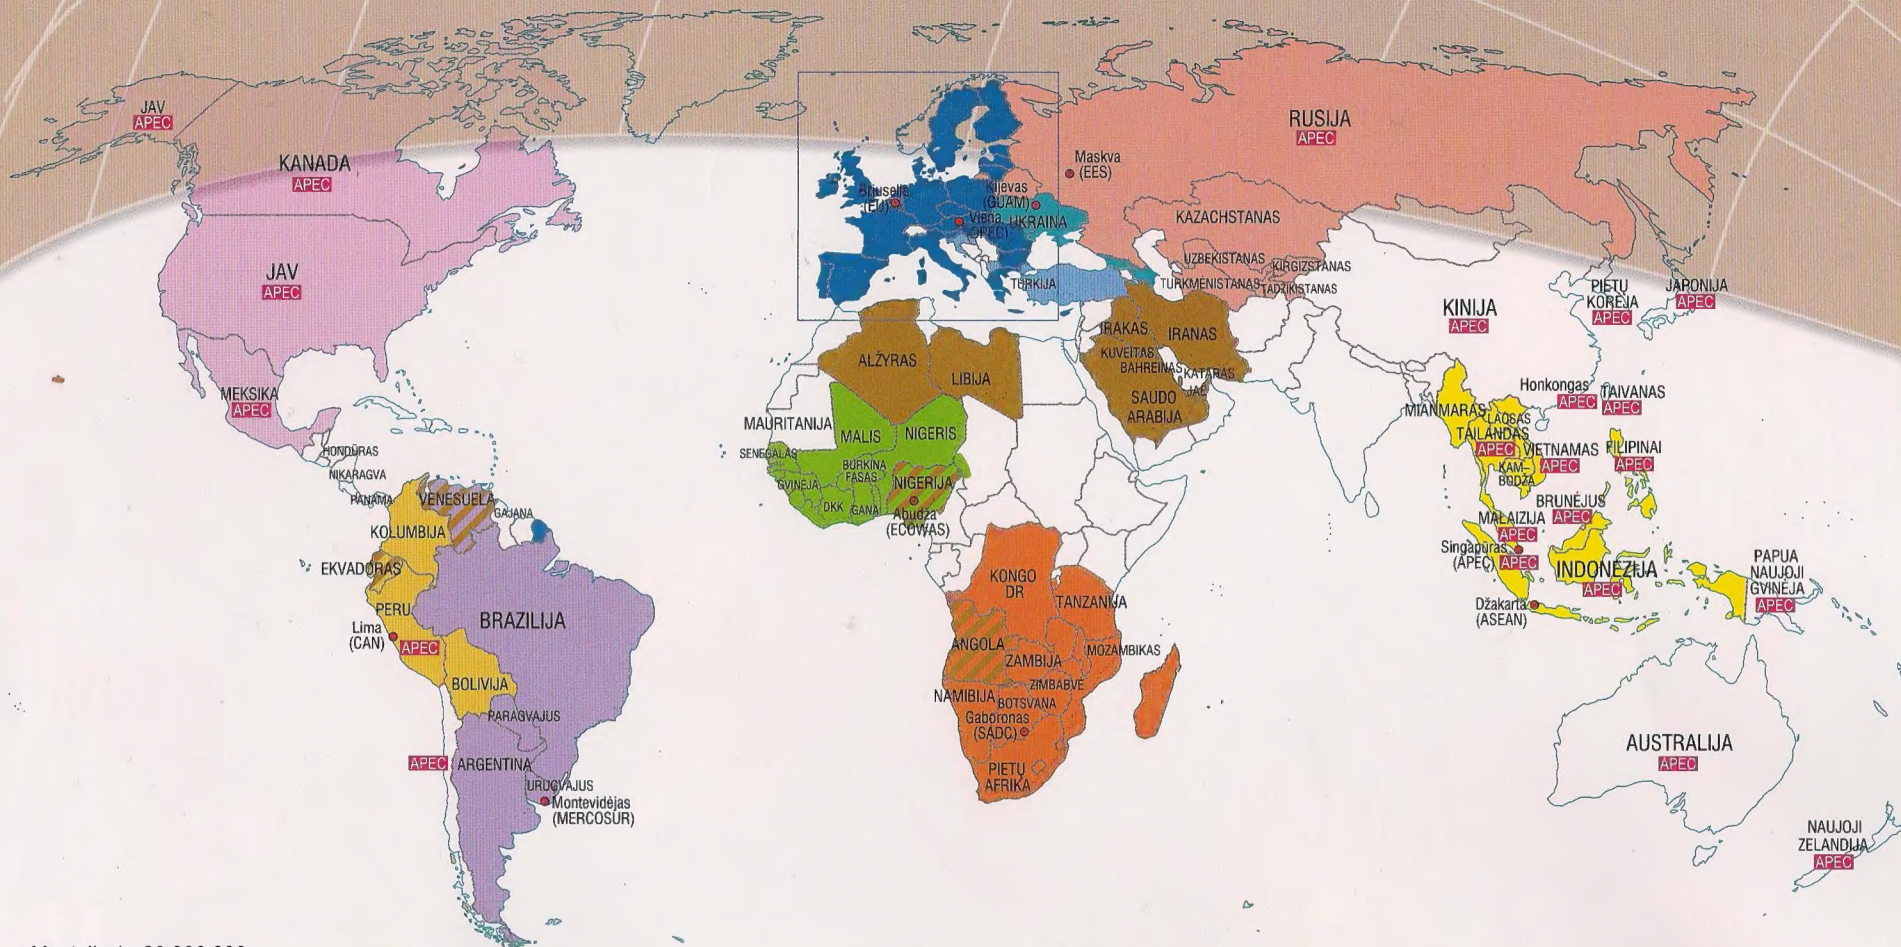 JAV
APEC
KANADA
APEC
JAV
APEC
MEKSIKA
APEC
HONDŪRAS
NIKARAGVA
PANAMA
VENESUELA
GAJANA
KOLUMBIJA
EKVADORAS
PERU
BRAZILIJA
Lima
(CAN)
APEC
BOLIVIJA
PARAGVAJUS
APEC
ARGENTINA
URUGVAJUS
Montevidėjas
(MERCOSUR)
Briuselis
(EU)
Viena
(OPEC)
Kijevas
(GUAM)
UKRAINA
Maskva
(EES)
RUSIJA
APEC
KAZACHSTANAS
UZBEKISTANAS
KIRGIZSTANAS
TURKMĖNISTANAS
TADŽIKISTANAS
TURKIJA
IRAKAS
IRANAS
KUVEITAS
BAHREINAS
KATARAS
JAE
SAUDO
ARABIJA
ALŽYRAS
LIBIJA
MAURITANIJA
MALIS
NIGERIS
SENEGALAS
BURKINA
FASAS
GVINĖJA
DKK
GANA
NIGERIJA
Abudža
(ECOWAS)
KONGO
DR
TANZANIJA
ANGOLA
ZAMBIJA
MOZAMBIKAS
NAMIBIJA
ZIMBABVĖ
BOTSVANA
Gaboronas
(SADC)
PIETŲ
AFRIKA
KINIJA
APEC
PIETŲ
KORĖJA
APEC
JAPONIJA
APEC
Honkongas
APEC
TAIVANAS
APEC
MIANMARAS
LAOSAS
TAILANDAS
APEC
VIETNAMAS
APEC
KAM-
BODŽA
FILIPINAI
APEC
BRUNĖJUS
APEC
MALAIZIJA
APEC
Singapūras
(APEC)
APEC
INDONEZIJA
APEC
Džakarta
(ASEAN)
PAPUA
NAUJOJI
GVINĖJA
APEC
AUSTRALIJA
APEC
NAUJOJI
ZELANDIJA
APEC